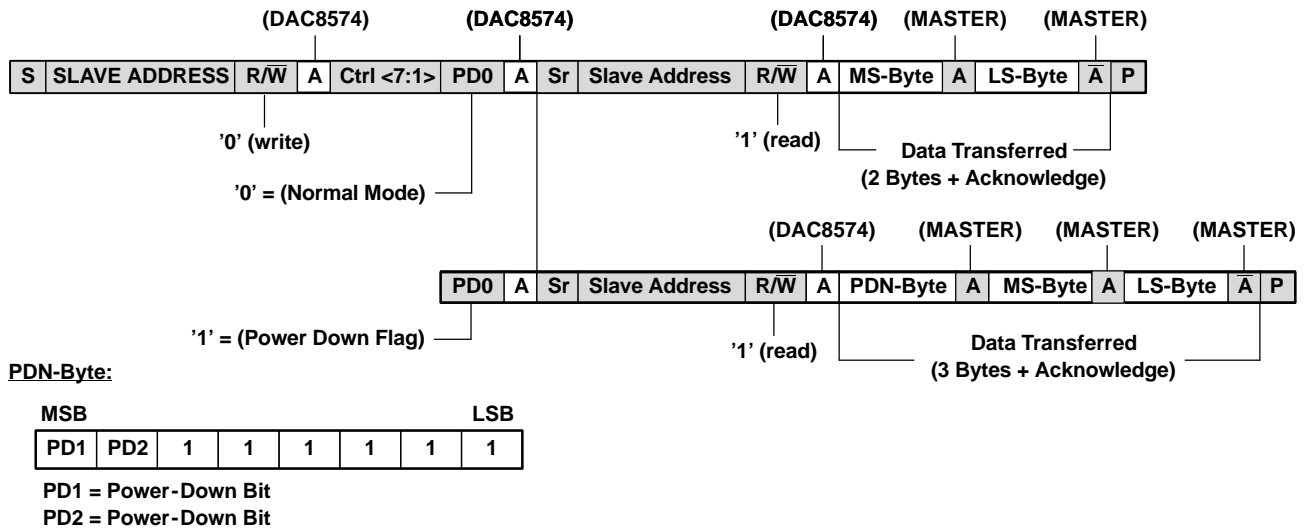 (DAC8574) (DAC8574) (DAC8574) (MASTER) (MASTER)
S SLAVE ADDRESS R/W̅ A Ctrl <7:1> PD0 A Sr Slave Address R/W̅ A MS-Byte A LS-Byte A̅ P
'0' (write) '1' (read) Data Transferred
(2 Bytes + Acknowledge)
'0' = (Normal Mode)
(DAC8574) (MASTER) (MASTER) (MASTER)
PD0 A Sr Slave Address R/W̅ A PDN-Byte A MS-Byte A LS-Byte A̅ P
'1' = (Power Down Flag) '1' (read) Data Transferred
(3 Bytes + Acknowledge)
PDN-Byte:
MSB LSB
PD1 PD2 1 1 1 1 1 1
PD1 = Power-Down Bit
PD2 = Power-Down Bit